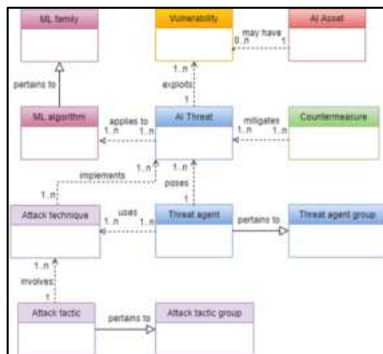 ML family
Vulnerability
AI Asset
may have
0..n
1
1..n
pertains to
exploits
1
ML algorithm
applies to
1..n
1..n
AI Threat
mitigates
1..n
1..n
Countermeasure
implements
1..n
1..n
poses
1..n
1
Attack technique
uses
1..n
1..n
Threat agent
pertains to
Threat agent group
1..n
involves
1
Attack tactic
pertains to
Attack tactic group